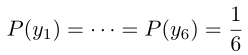 P(y₁) = ⋯ = P(y₆) = 1/6